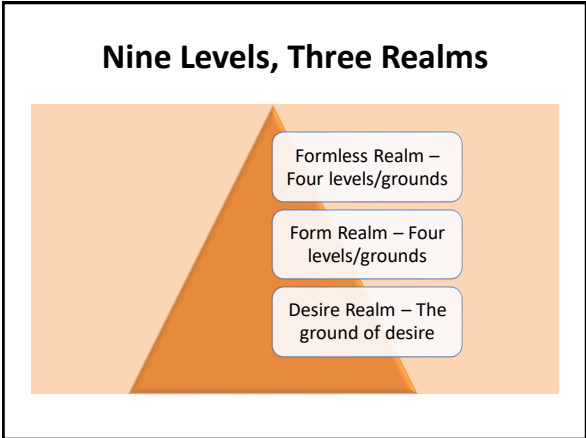 Nine Levels, Three Realms
Formless Realm –
Four levels/grounds
Form Realm – Four
levels/grounds
Desire Realm – The
ground of desire